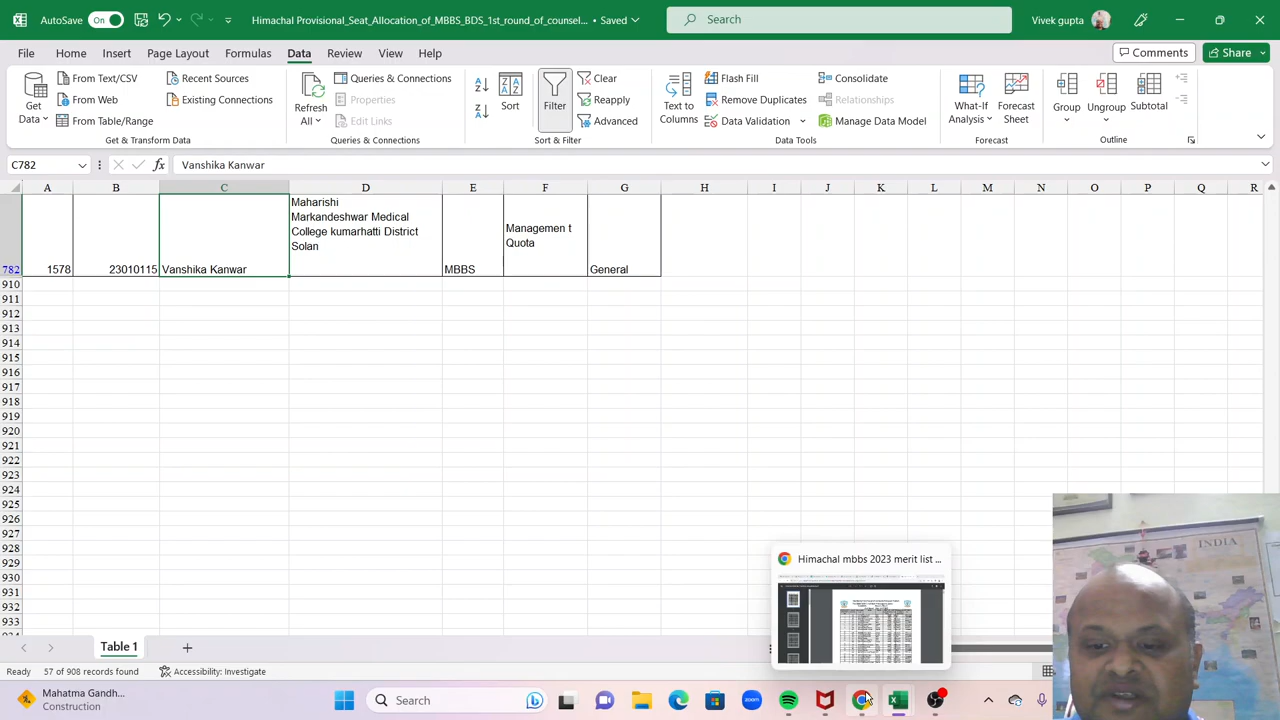 AutoSave On Himachal Provisional_Seat_Allocation_of_MBBS_BDS_1st_round_of_counsel... • Saved Search Vivek gupta
File Home Insert Page Layout Formulas Data Review View Help Comments Share
From Text/CSV Recent Sources Queries & Connections Clear Flash Fill Consolidate
From Web Existing Connections Properties Reapply Remove Duplicates Relationships
From Table/Range Edit Links Advanced Data Validation Manage Data Model
Get Data Refresh All Sort Filter Text to Columns What-If Analysis Forecast Sheet Group Ungroup Subtotal
Get & Transform Data Queries & Connections Sort & Filter Data Tools Forecast Outline
C782 fx Vanshika Kanwar
A B C D E F G H I J K L M N O P Q R
Maharishi
Markandeshwar Medical
College kumarhatti District
Solan
Managemen t
Quota
782 1578 23010115 Vanshika Kanwar MBBS General
910
911
912
913
914
915
916
917
918
919
920
921
922
923
924
925
926
927
928
929
930
931
932
933
Himachal mbbs 2023 merit list ...
INDIA
Table 1
Ready 57 of 908 records found Accessibility: Investigate
Mahatma Gandh...
Construction
Search
zoom